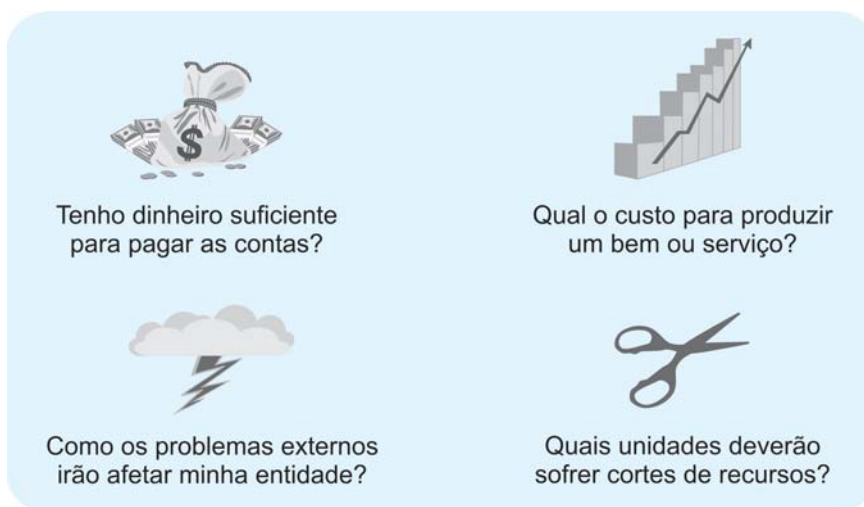 $
Tenho dinheiro suficiente
para pagar as contas?
Qual o custo para produzir
um bem ou serviço?
Como os problemas externos
irão afetar minha entidade?
Quais unidades deverão
sofrer cortes de recursos?